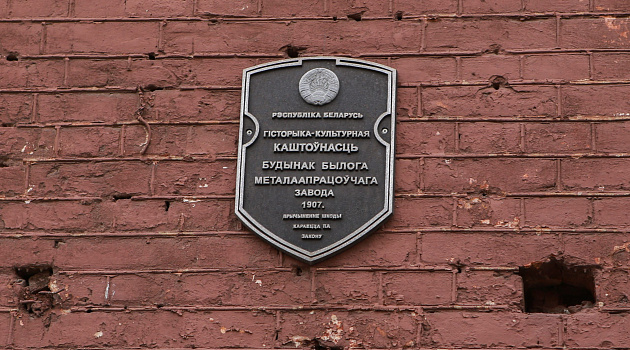 РЭСПУБЛІКА БЕЛАРУСЬ
ГІСТОРЫКА-КУЛЬТУРНАЯ
КАШТОЎНАСЦЬ
БУДЫНАК БЫЛОГА
МЕТАЛААПРАЦОЎЧАГА
ЗАВОДА
1907.
ПРЫЧЫНЕННЕ ШКОДЫ
КАРАЕЦЦА ПА
ЗАКОНУ